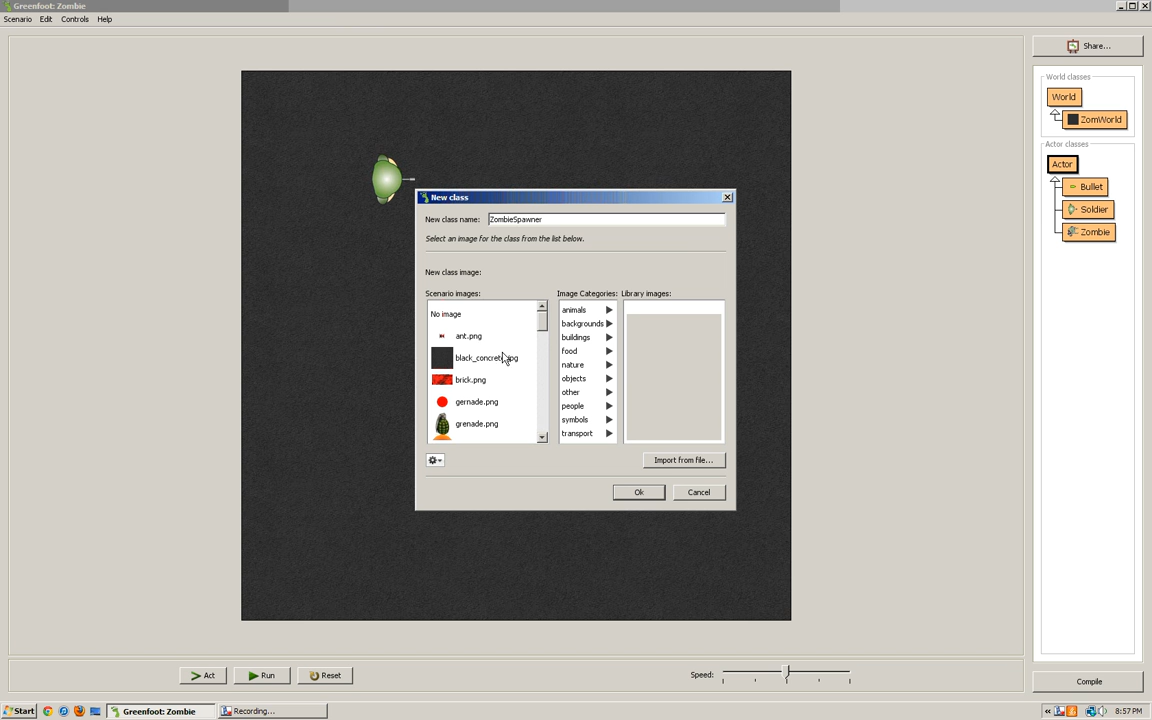 Greenfoot: Zombie
Scenario Edit Controls Help
Share...
World classes
World
ZomWorld
Actor classes
Actor
Bullet
Soldier
Zombie
New class
New class name: ZombieSpawner
Select an image for the class from the list below.
New class image:
Scenario images: Image Categories: Library images:
No image
ant.png
black_concrete.jpg
brick.png
gernade.png
grenade.png
animals
backgrounds
buildings
food
nature
objects
other
people
symbols
transport
Import from file...
Ok Cancel
Act Run Reset Speed:
Compile
Start Greenfoot: Zombie Recording... 8:57 PM